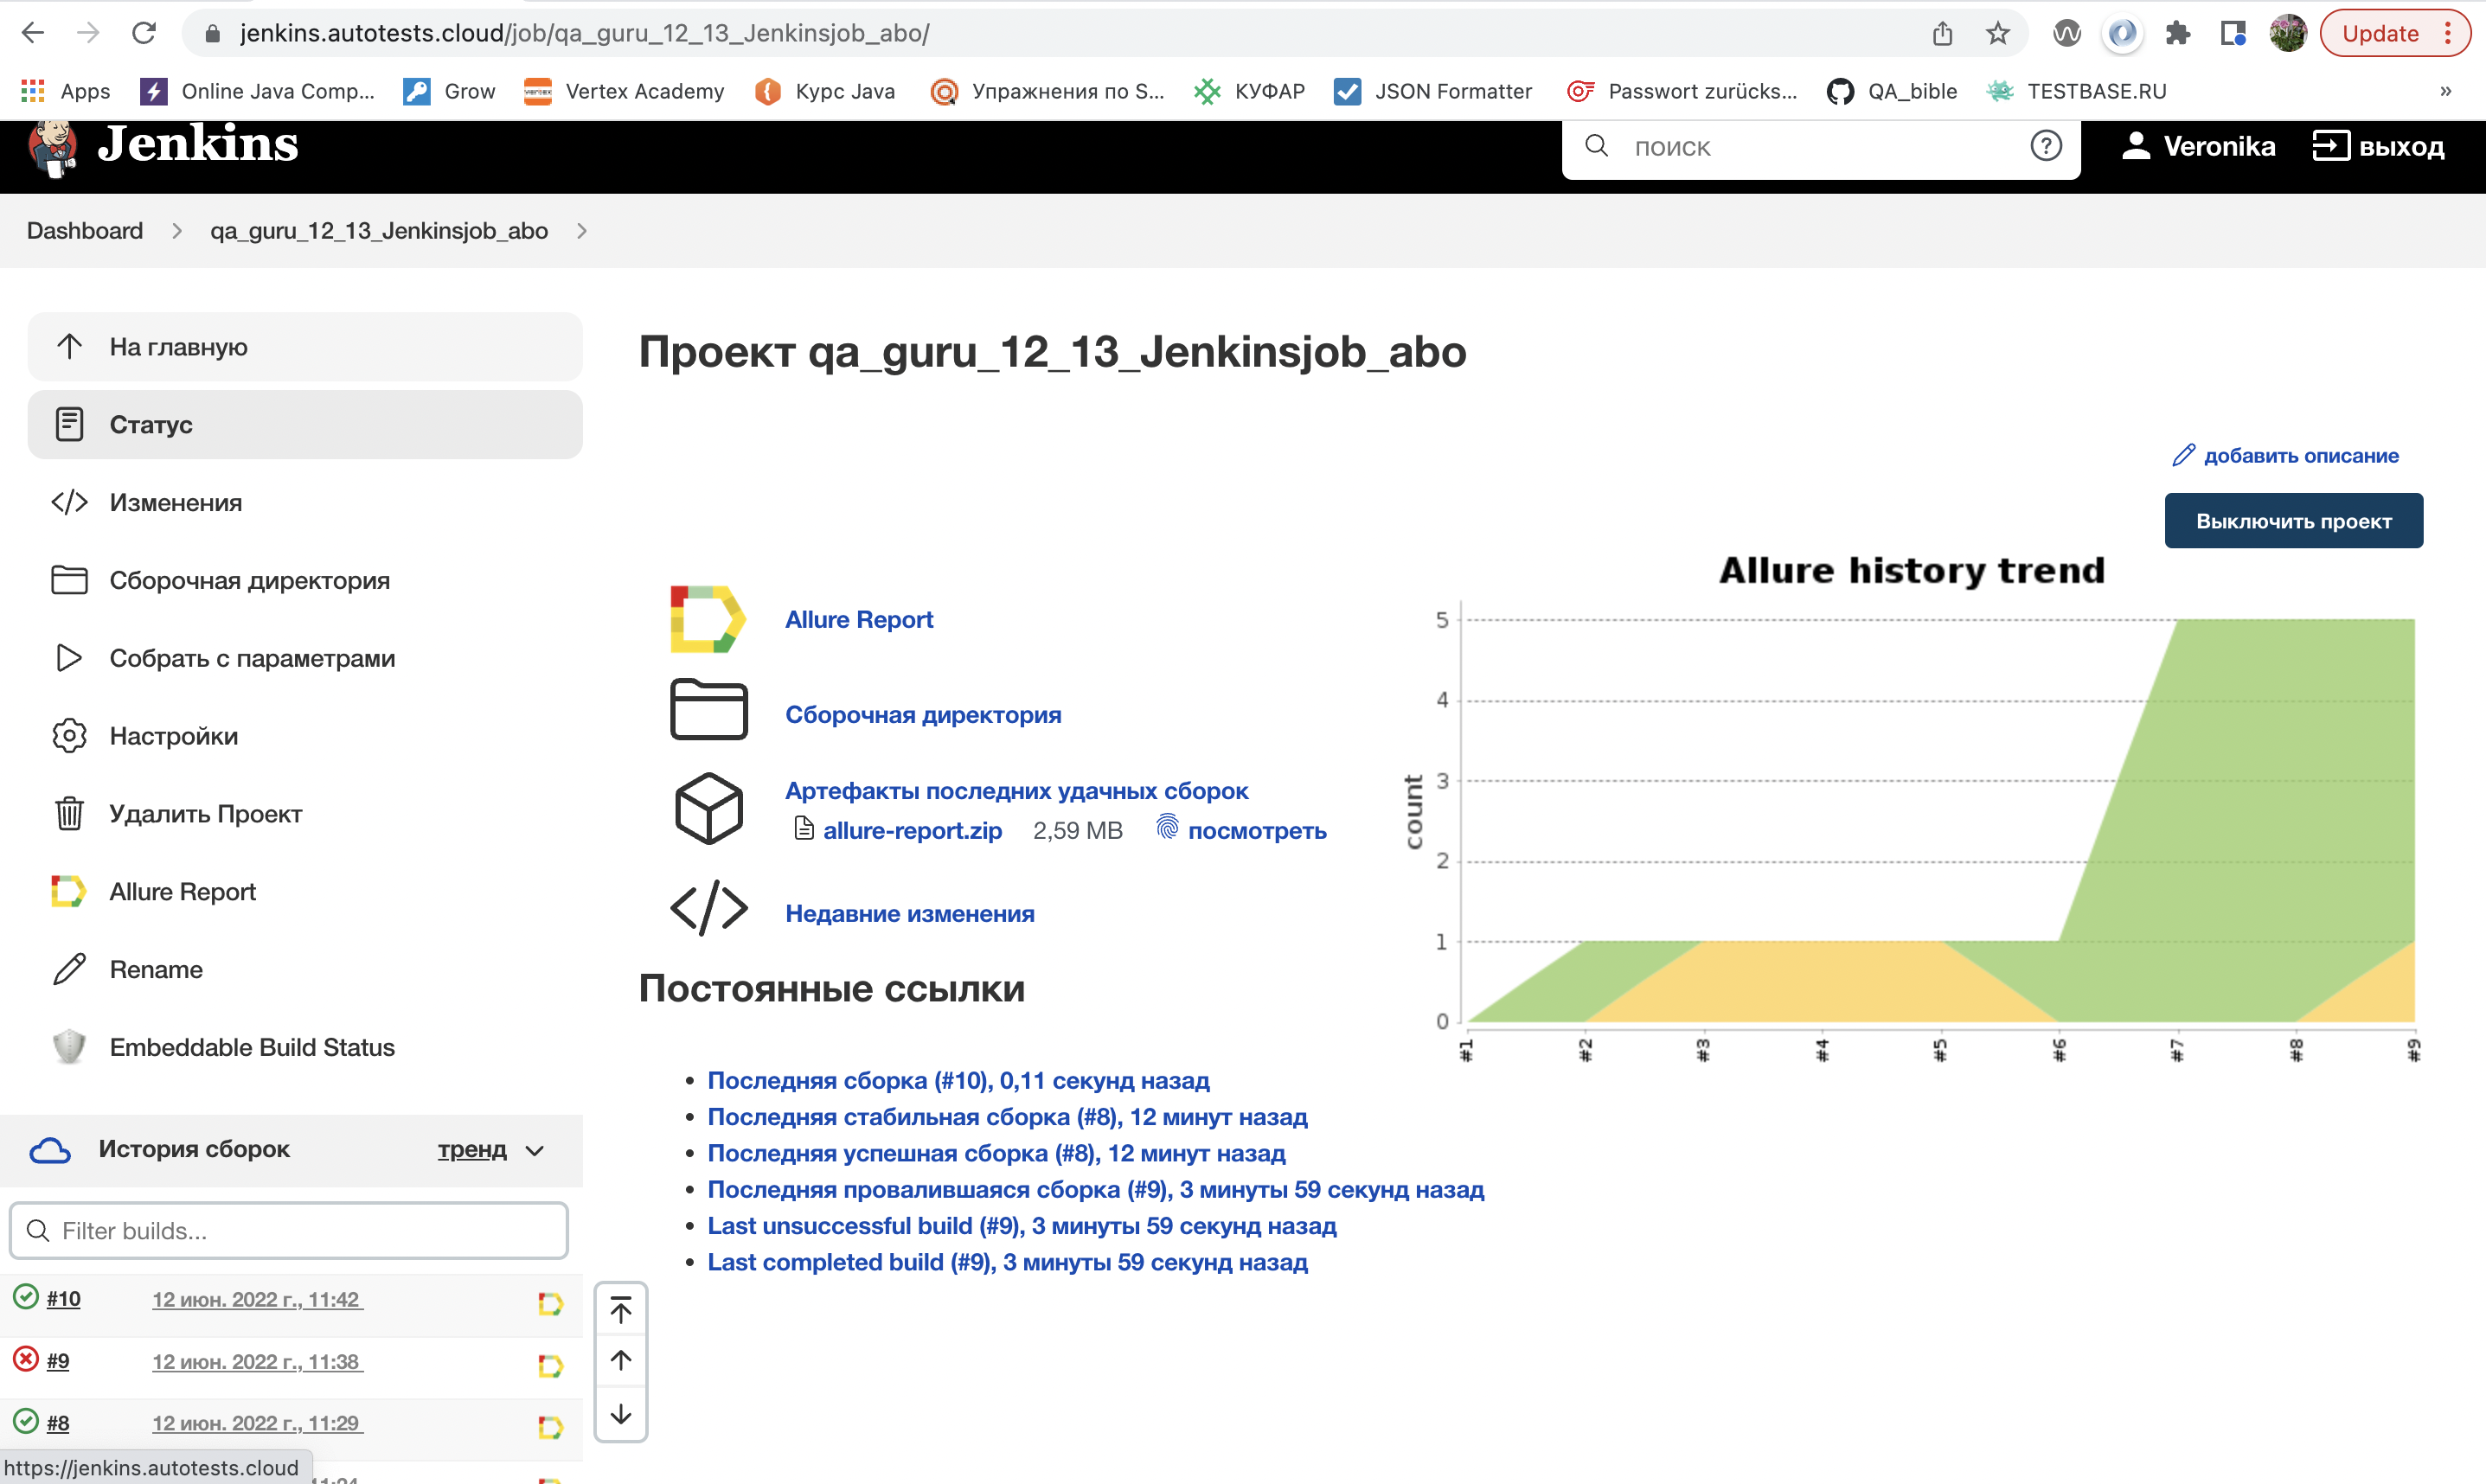 jenkins.autotests.cloud/job/qa_guru_12_13_Jenkinsjob_abo/
Update
Apps
Online Java Comp...
Grow
Vertex Academy
Курс Java
Упражнения по S...
КУФАР
JSON Formatter
Passwort zurücks...
QA_bible
TESTBASE.RU
»
Jenkins
поиск
Veronika
выход
Dashboard
qa_guru_12_13_Jenkinsjob_abo
На главную
Статус
Изменения
Сборочная директория
Собрать с параметрами
Настройки
Удалить Проект
Allure Report
Rename
Embeddable Build Status
История сборок
тренд
Filter builds...
#10 12 июн. 2022 г., 11:42
#9 12 июн. 2022 г., 11:38
#8 12 июн. 2022 г., 11:29
https://jenkins.autotests.cloud
Проект qa_guru_12_13_Jenkinsjob_abo
добавить описание
Выключить проект
Allure Report
Сборочная директория
Артефакты последних удачных сборок
allure-report.zip 2,59 MB посмотреть
Недавние изменения
Allure history trend
count
5
4
3
2
1
0
#1 #2 #3 #4 #5 #6 #7 #8 #9
Постоянные ссылки
• Последняя сборка (#10), 0,11 секунд назад
• Последняя стабильная сборка (#8), 12 минут назад
• Последняя успешная сборка (#8), 12 минут назад
• Последняя провалившаяся сборка (#9), 3 минуты 59 секунд назад
• Last unsuccessful build (#9), 3 минуты 59 секунд назад
• Last completed build (#9), 3 минуты 59 секунд назад